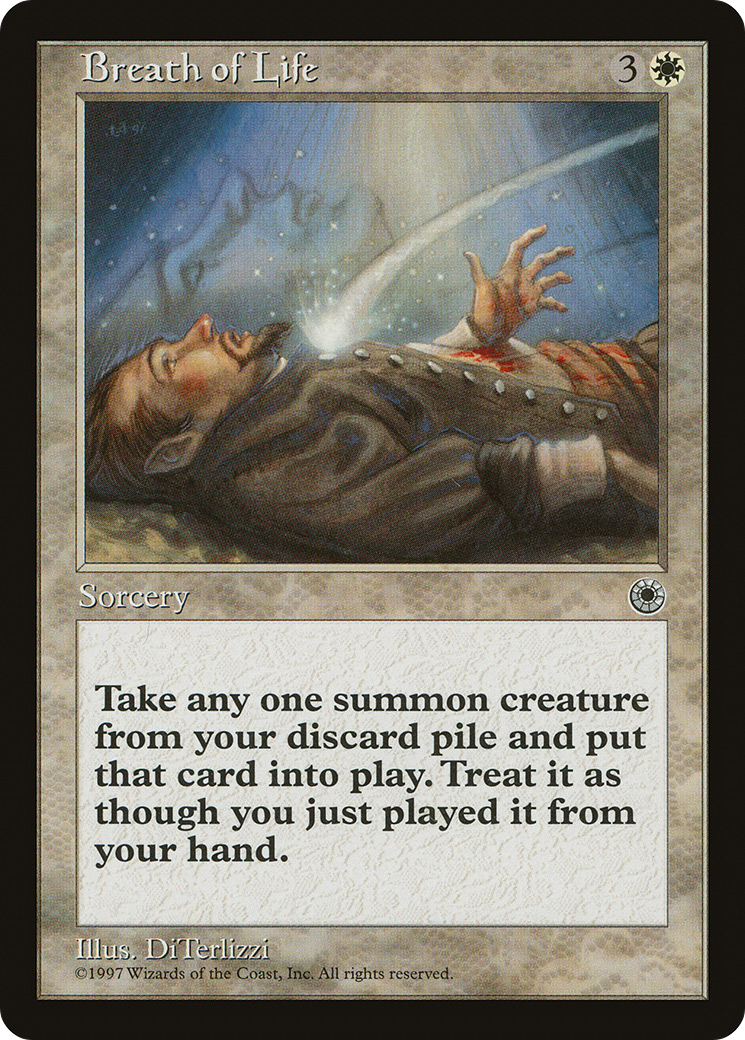 Breath of Life 3
Sorcery
Take any one summon creature
from your discard pile and put
that card into play. Treat it as
though you just played it from
your hand.
Illus. DiTerlizzi
©1997 Wizards of the Coast, Inc. All rights reserved.